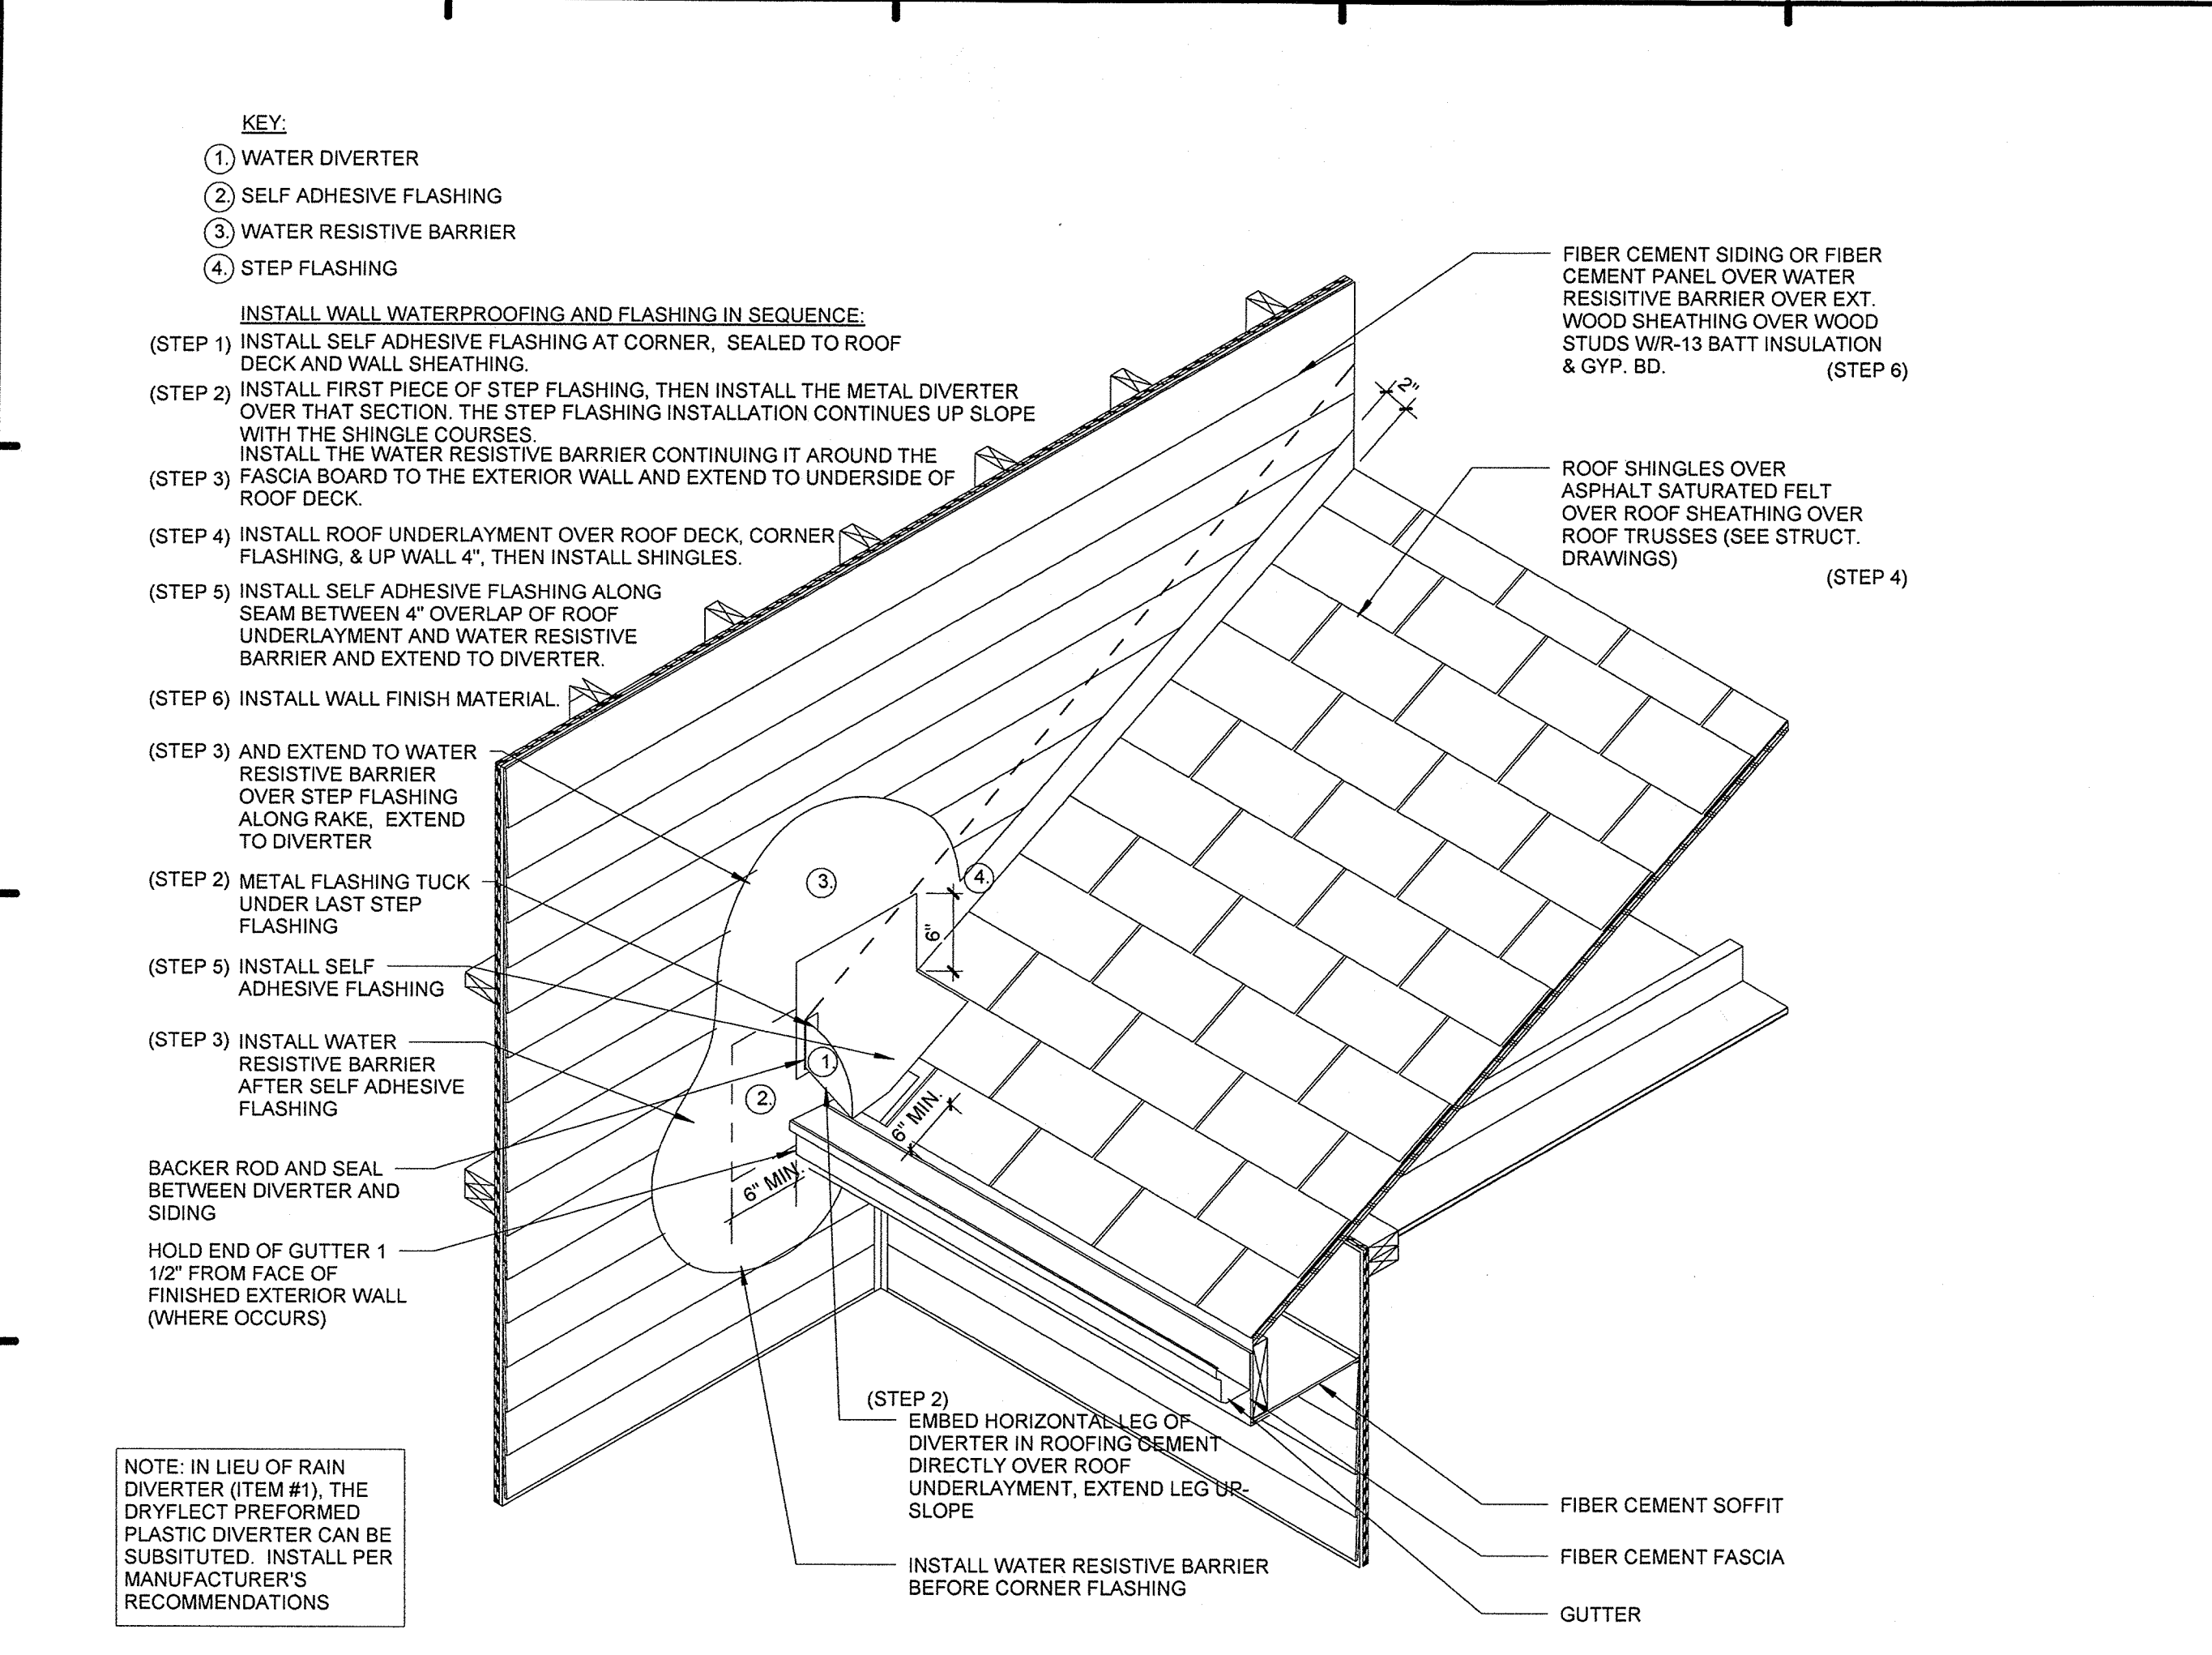 KEY:
1. WATER DIVERTER
2. SELF ADHESIVE FLASHING
3. WATER RESISTIVE BARRIER
4. STEP FLASHING
INSTALL WALL WATERPROOFING AND FLASHING IN SEQUENCE:
(STEP 1) INSTALL SELF ADHESIVE FLASHING AT CORNER, SEALED TO ROOF
DECK AND WALL SHEATHING.
(STEP 2) INSTALL FIRST PIECE OF STEP FLASHING, THEN INSTALL THE METAL DIVERTER
OVER THAT SECTION. THE STEP FLASHING INSTALLATION CONTINUES UP SLOPE
WITH THE SHINGLE COURSES.
INSTALL THE WATER RESISTIVE BARRIER CONTINUING IT AROUND THE
(STEP 3) FASCIA BOARD TO THE EXTERIOR WALL AND EXTEND TO UNDERSIDE OF
ROOF DECK.
(STEP 4) INSTALL ROOF UNDERLAYMENT OVER ROOF DECK, CORNER
FLASHING, & UP WALL 4", THEN INSTALL SHINGLES.
(STEP 5) INSTALL SELF ADHESIVE FLASHING ALONG
SEAM BETWEEN 4" OVERLAP OF ROOF
UNDERLAYMENT AND WATER RESISTIVE
BARRIER AND EXTEND TO DIVERTER.
(STEP 6) INSTALL WALL FINISH MATERIAL.
(STEP 3) AND EXTEND TO WATER
RESISTIVE BARRIER
OVER STEP FLASHING
ALONG RAKE, EXTEND
TO DIVERTER
(STEP 2) METAL FLASHING TUCK
UNDER LAST STEP
FLASHING
(STEP 5) INSTALL SELF
ADHESIVE FLASHING
(STEP 3) INSTALL WATER
RESISTIVE BARRIER
AFTER SELF ADHESIVE
FLASHING
BACKER ROD AND SEAL
BETWEEN DIVERTER AND
SIDING
HOLD END OF GUTTER 1
1/2" FROM FACE OF
FINISHED EXTERIOR WALL
(WHERE OCCURS)
NOTE: IN LIEU OF RAIN
DIVERTER (ITEM #1), THE
DRYFLECT PREFORMED
PLASTIC DIVERTER CAN BE
SUBSITUTED. INSTALL PER
MANUFACTURER'S
RECOMMENDATIONS
3.
4.
6"
1.
2.
6" MIN.
6" MIN.
2"
(STEP 2)
EMBED HORIZONTAL LEG OF
DIVERTER IN ROOFING CEMENT
DIRECTLY OVER ROOF
UNDERLAYMENT, EXTEND LEG UP-
SLOPE
INSTALL WATER RESISTIVE BARRIER
BEFORE CORNER FLASHING
FIBER CEMENT SIDING OR FIBER
CEMENT PANEL OVER WATER
RESISITIVE BARRIER OVER EXT.
WOOD SHEATHING OVER WOOD
STUDS W/R-13 BATT INSULATION
& GYP. BD. (STEP 6)
ROOF SHINGLES OVER
ASPHALT SATURATED FELT
OVER ROOF SHEATHING OVER
ROOF TRUSSES (SEE STRUCT.
DRAWINGS)
(STEP 4)
FIBER CEMENT SOFFIT
FIBER CEMENT FASCIA
GUTTER